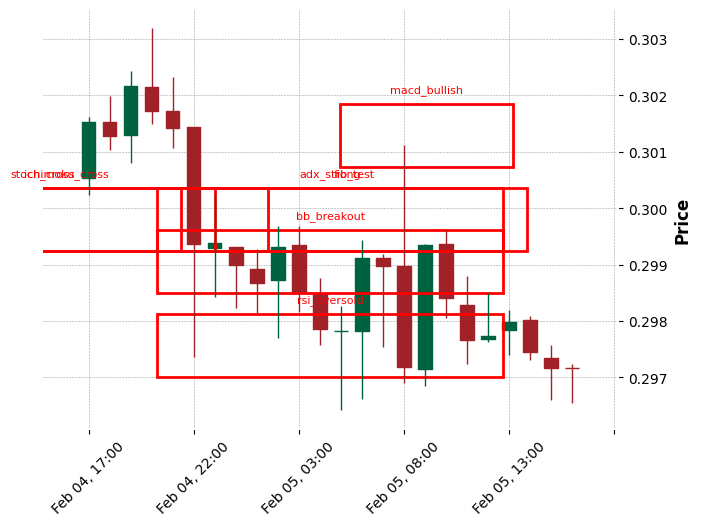 0.303
macd_bullish
0.302
0.301
adx_strong
0.300
bb_breakout
0.299
rsi_oversold
0.298
0.297
Price
Feb 04, 17:00
Feb 04, 22:00
Feb 05, 03:00
Feb 05, 08:00
Feb 05, 13:00